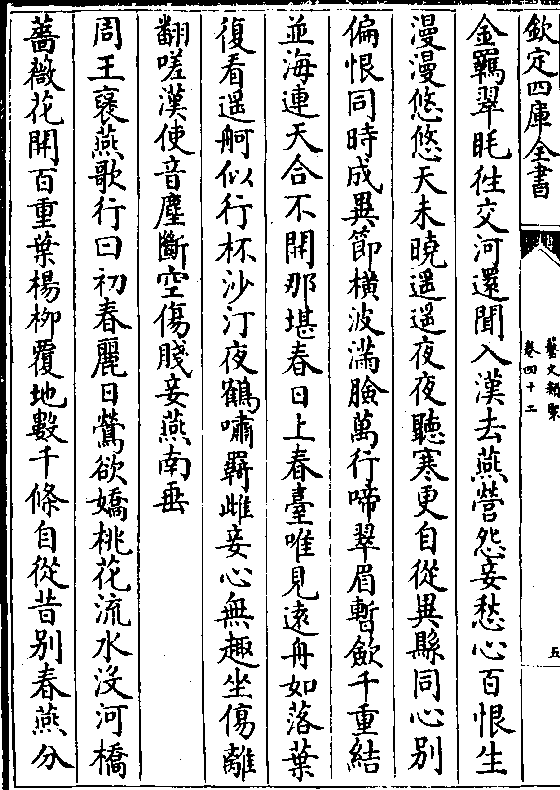 欽定四庫全書
藝文類聚
卷四十二
五
金羈翠眊徃交河還聞入漢去燕營怨妾愁心百恨生
漫漫悠悠天未曉遥遥夜夜聽寒更自從異縣同心别
偏恨同時成異節横波滿臉萬行啼翠眉暫歛千重結
並海連天合不開那堪春日上春臺唯見遠舟如落葉
復看遥舸似行杯沙汀夜鶴嘯羇雌妾心無趣坐傷離
翻嗟漢使音塵斷空傷賤妾燕南垂
周王褒燕歌行曰初春麗日鶯欲嬌桃花流水没河橋
薔薇花開百重葉楊栁覆地數千條自從昔别春燕分